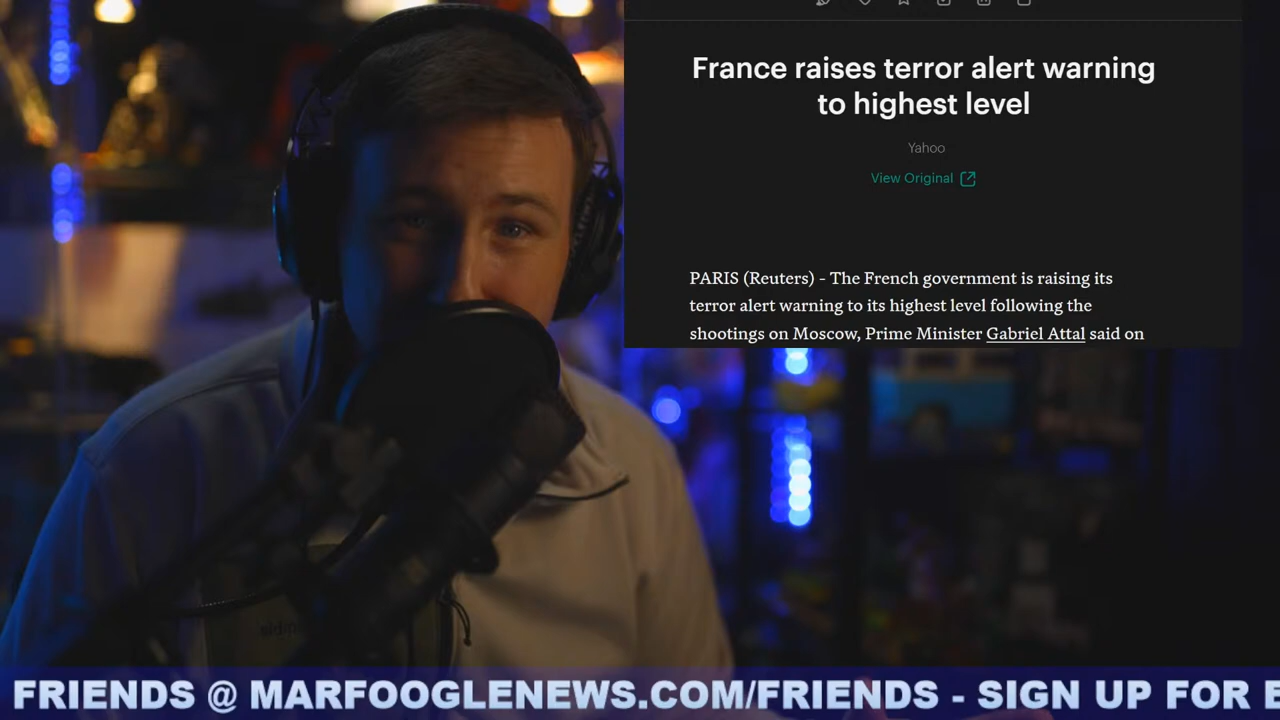 France raises terror alert warning
to highest level
Yahoo
View Original
PARIS (Reuters) - The French government is raising its
terror alert warning to its highest level following the
shootings on Moscow, Prime Minister Gabriel Attal said on
FRIENDS @ MARFOOGLENEWS.COM/FRIENDS - SIGN UP FOR